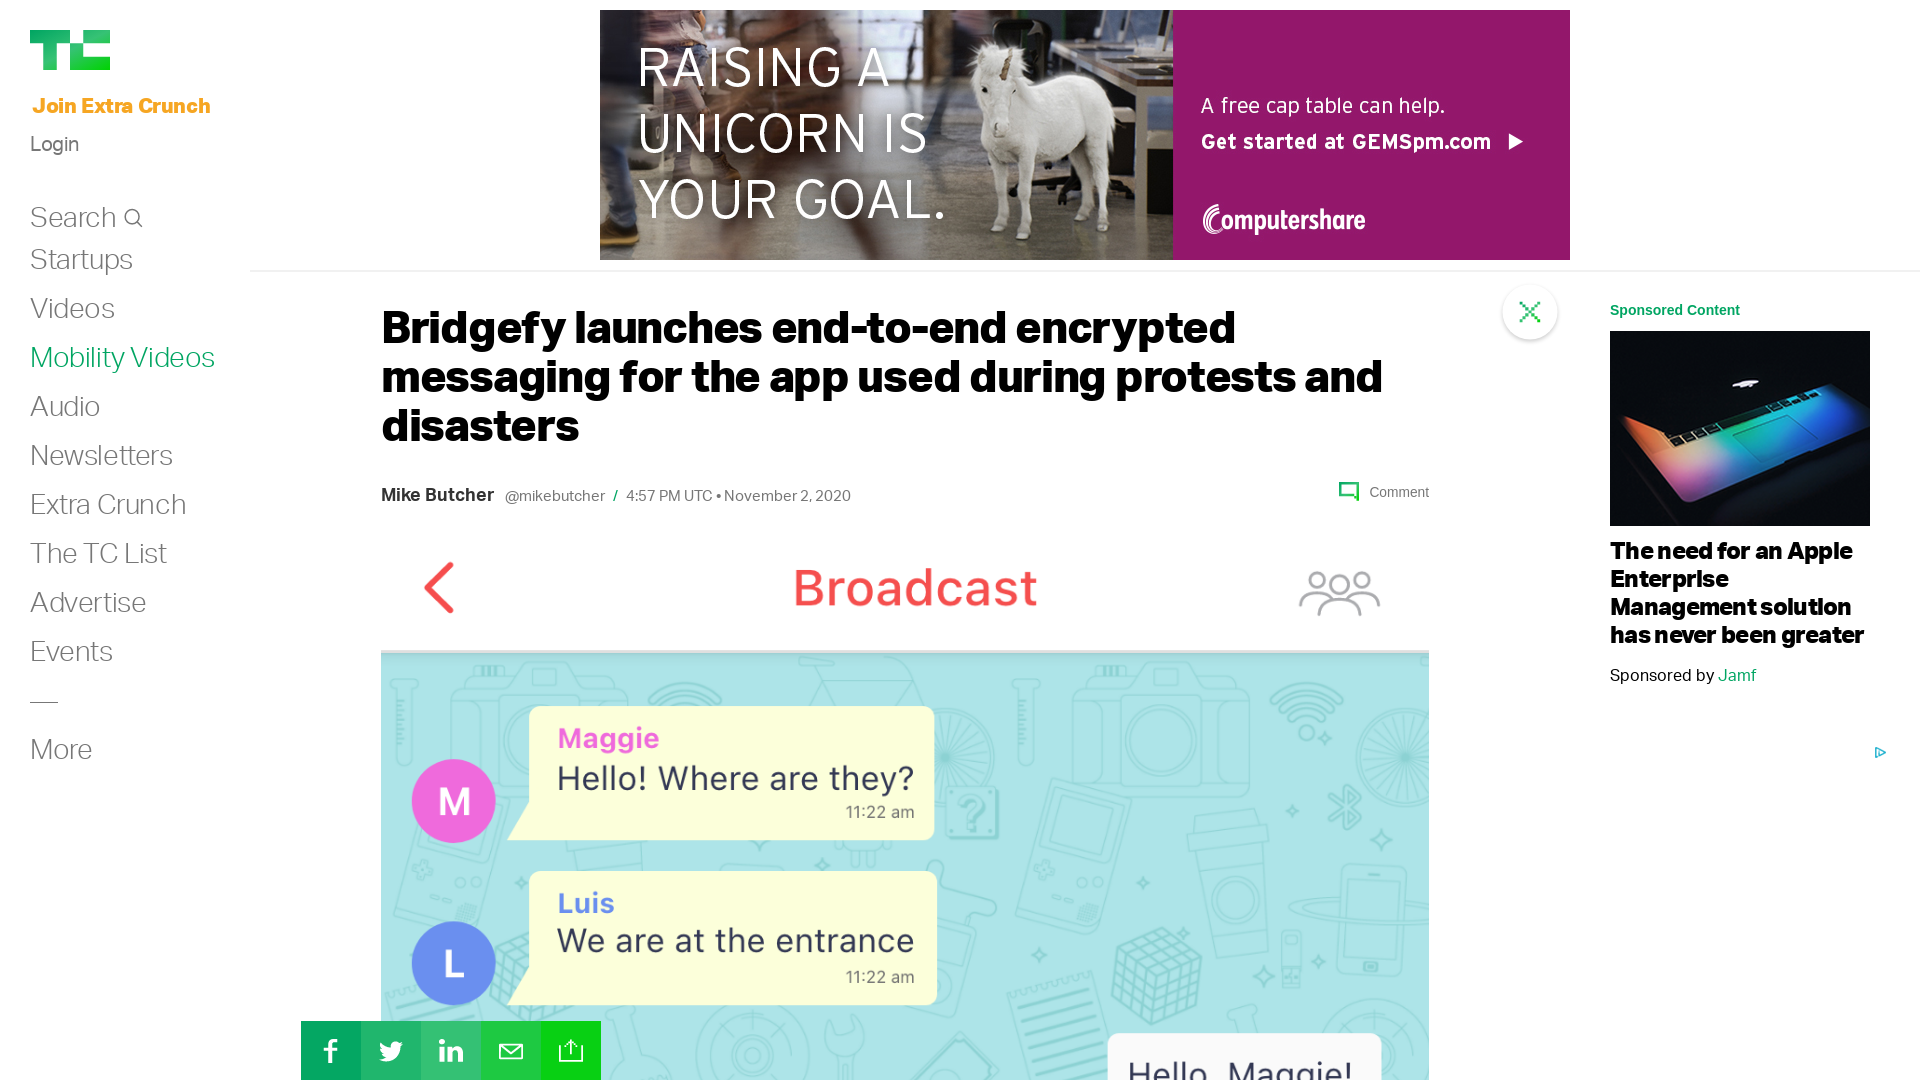 TC
Join Extra Crunch
Login
Search
Startups
Videos
Mobility Videos
Audio
Newsletters
Extra Crunch
The TC List
Advertise
Events
More
RAISING A
UNICORN IS
YOUR GOAL.
A free cap table can help.
Get started at GEMSpm.com
Computershare
Bridgefy launches end-to-end encrypted
messaging for the app used during protests and
disasters
Mike Butcher @mikebutcher / 4:57 PM UTC • November 2, 2020
Comment
Broadcast
Maggie
M
Hello! Where are they?
11:22 am
Luis
L
We are at the entrance
11:22 am
Hello, Maggie!
Sponsored Content
The need for an Apple
Enterprise
Management solution
has never been greater
Sponsored by Jamf